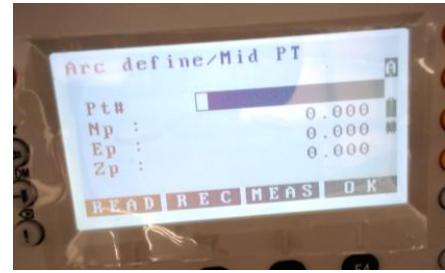 Arc define/Mid PT
A
Pt#
Np : 0.000
Ep : 0.000
Zp : 0.000
READ REC MEAS OK